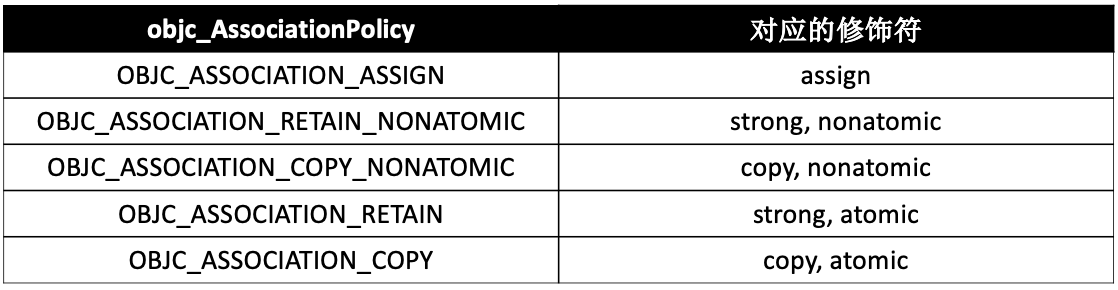 objc_AssociationPolicy 对应的修饰符
OBJC_ASSOCIATION_ASSIGN assign
OBJC_ASSOCIATION_RETAIN_NONATOMIC strong, nonatomic
OBJC_ASSOCIATION_COPY_NONATOMIC copy, nonatomic
OBJC_ASSOCIATION_RETAIN strong, atomic
OBJC_ASSOCIATION_COPY copy, atomic